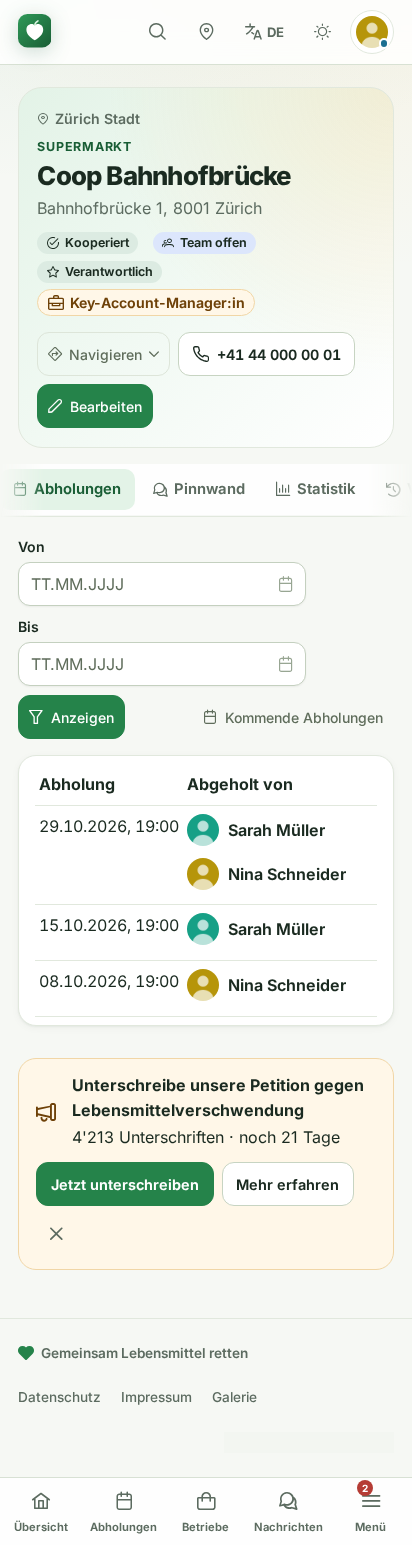 DE
Zürich Stadt
SUPERMARKT
Coop Bahnhofbrücke
Bahnhofbrücke 1, 8001 Zürich
Kooperiert
Team offen
Verantwortlich
Key-Account-Manager:in
Navigieren
+41 44 000 00 01
Bearbeiten
Abholungen
Pinnwand
Statistik
Von
TT.MM.JJJJ
Bis
TT.MM.JJJJ
Anzeigen
Kommende Abholungen
Abholung Abgeholt von
29.10.2026, 19:00 Sarah Müller
Nina Schneider
15.10.2026, 19:00 Sarah Müller
08.10.2026, 19:00 Nina Schneider
Unterschreibe unsere Petition gegen
Lebensmittelverschwendung
4'213 Unterschriften · noch 21 Tage
Jetzt unterschreiben
Mehr erfahren
Gemeinsam Lebensmittel retten
Datenschutz Impressum Galerie
2
Übersicht Abholungen Betriebe Nachrichten Menü